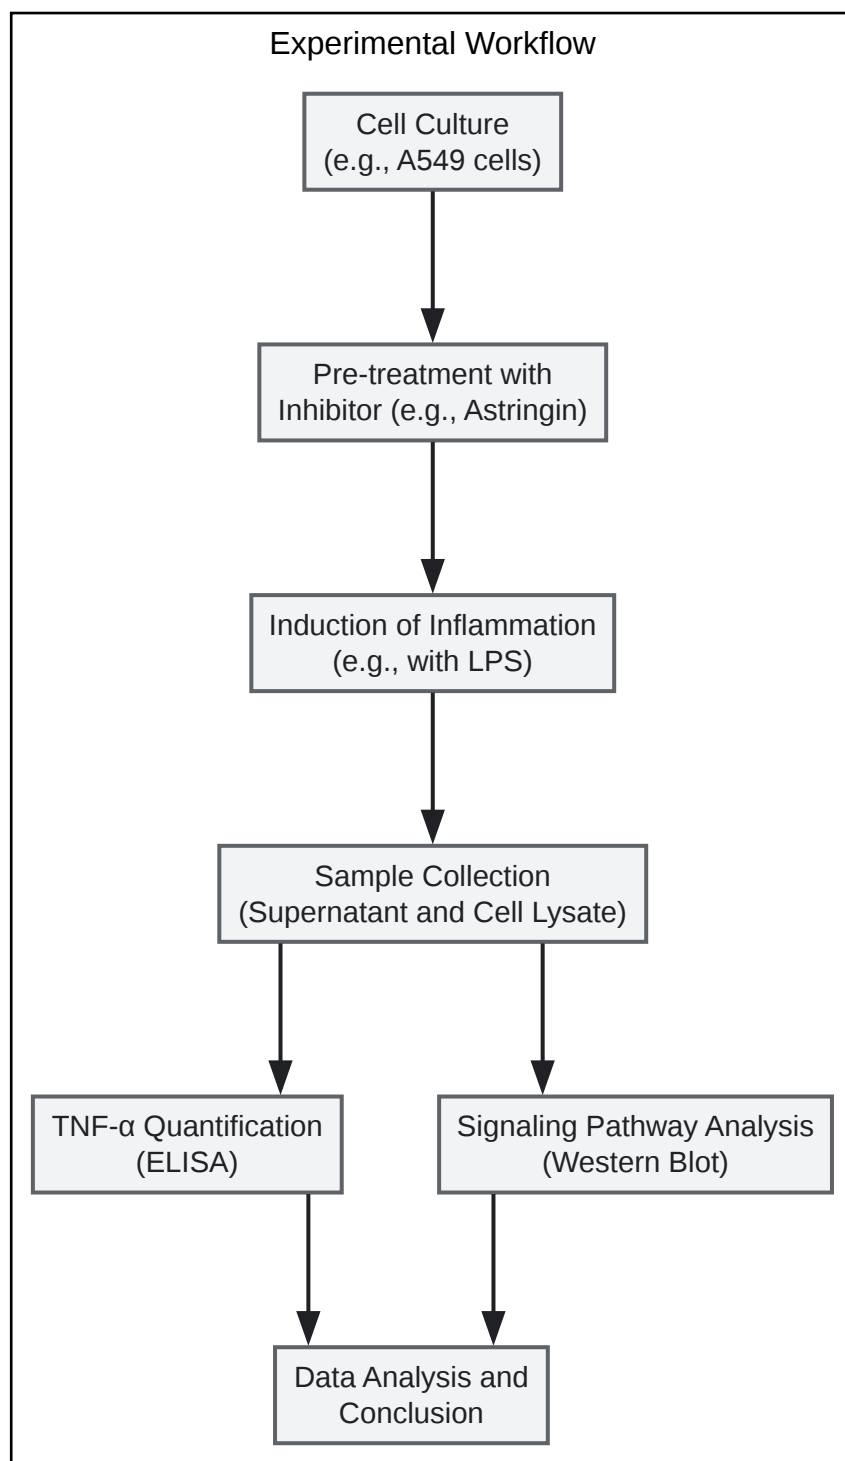 Experimental Workflow
Cell Culture
(e.g., A549 cells)
Pre-treatment with
Inhibitor (e.g., Astringin)
Induction of Inflammation
(e.g., with LPS)
Sample Collection
(Supernatant and Cell Lysate)
TNF-α Quantification
(ELISA)
Signaling Pathway Analysis
(Western Blot)
Data Analysis and
Conclusion